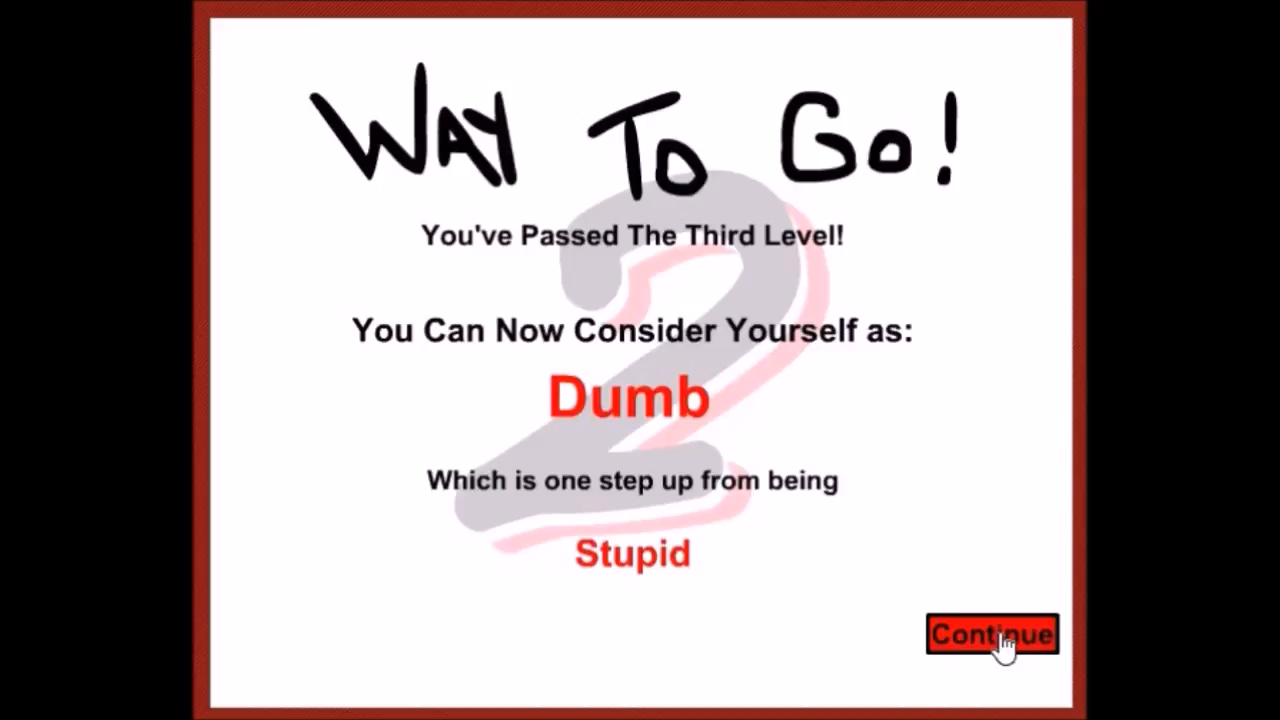 WAY TO GO!
You've Passed The Third Level!
2
You Can Now Consider Yourself as:
Dumb
Which is one step up from being
Stupid
Continue